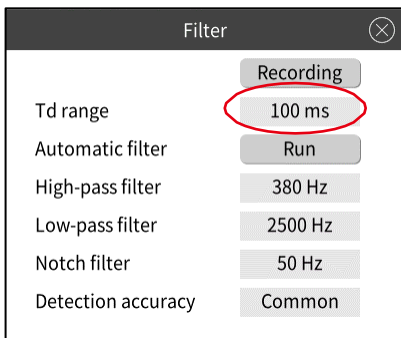 Filter
Recording
Td range 100 ms
Automatic filter Run
High-pass filter 380 Hz
Low-pass filter 2500 Hz
Notch filter 50 Hz
Detection accuracy Common